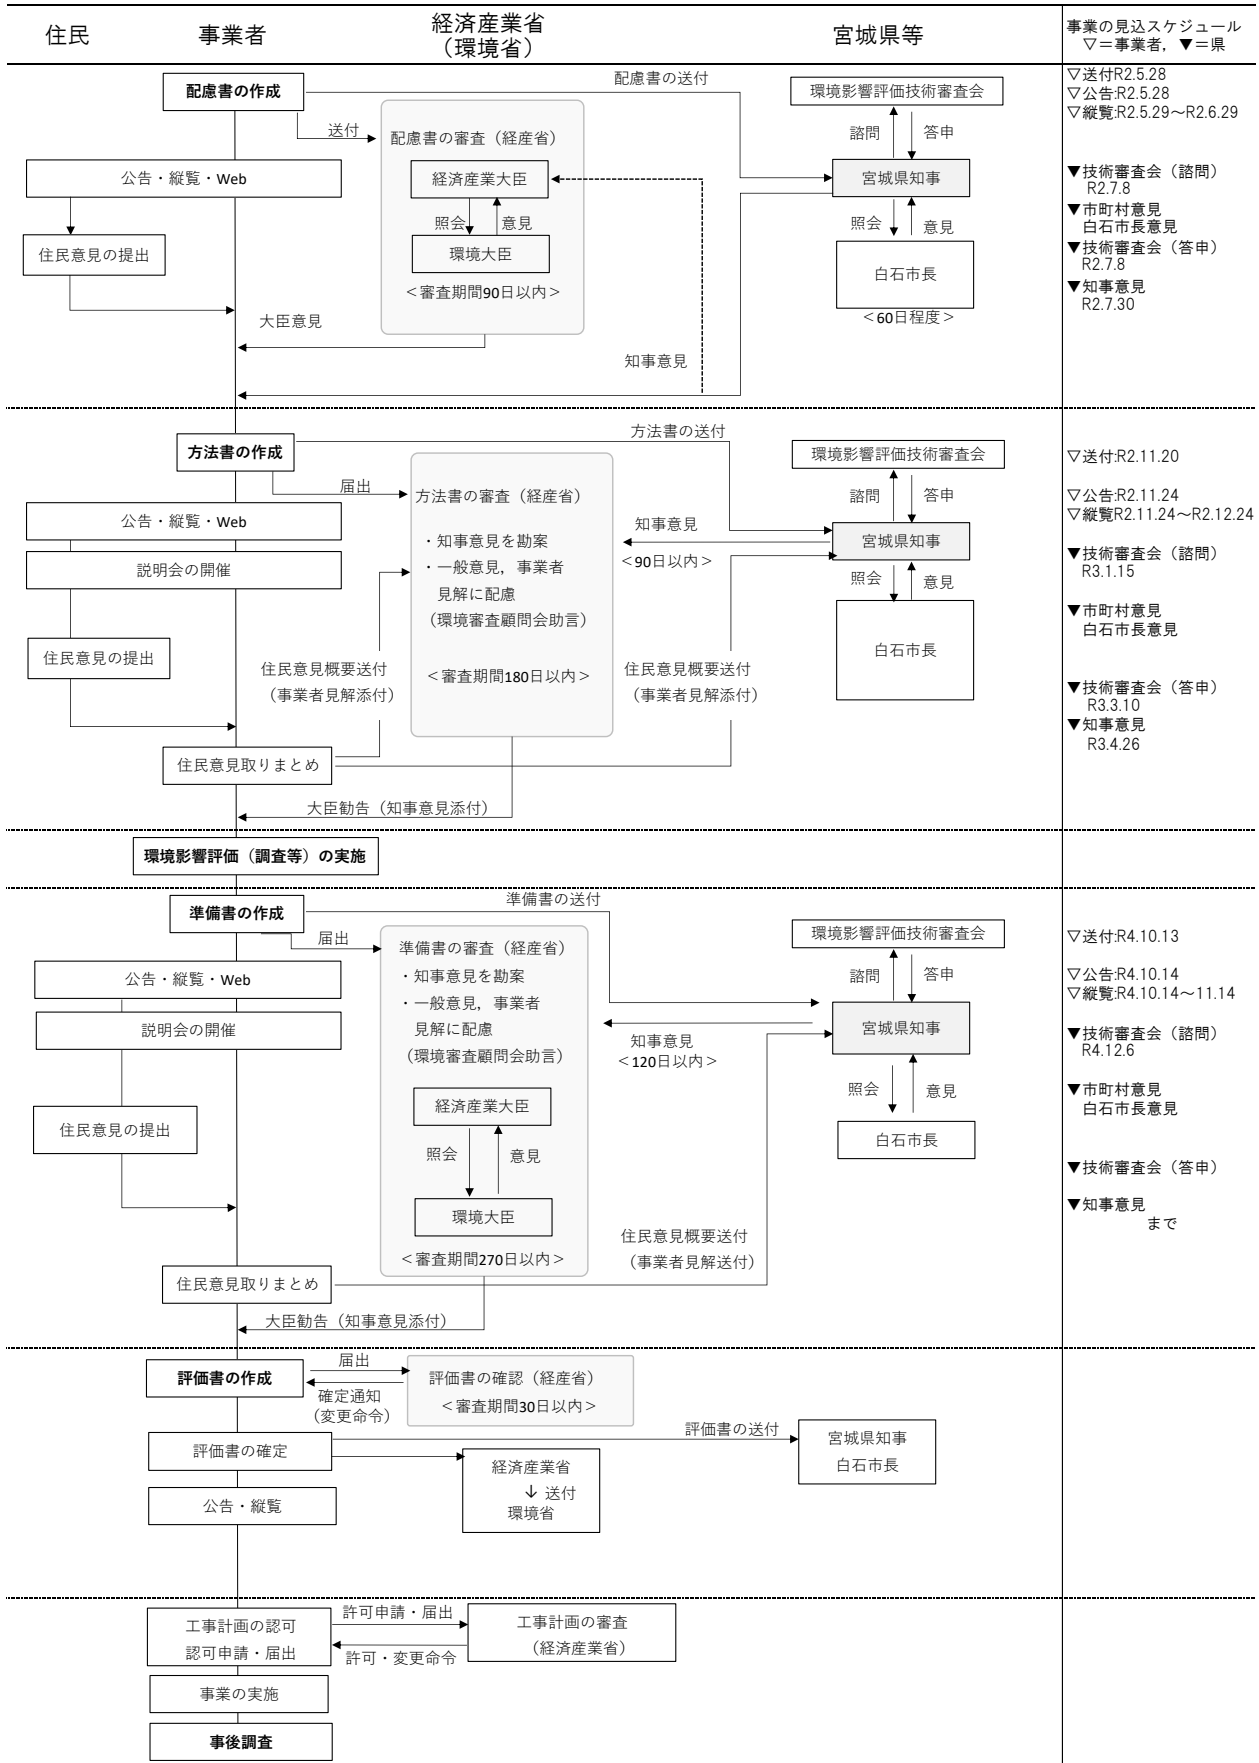 住民
事業者
経済産業省
（環境省）
宮城県等
事業の見込スケジュール
▽＝事業者，▼＝県
配慮書の作成
配慮書の送付
環境影響評価技術審査会
▽送付R2.5.28
▽公告:R2.5.28
▽縦覧:R2.5.29～R2.6.29
送付
配慮書の審査（経産省）
諮問
答申
公告・縦覧・Web
経済産業大臣
宮城県知事
▼技術審査会（諮問）
R2.7.8
照会
意見
照会
意見
▼市町村意見
白石市長意見
住民意見の提出
環境大臣
白石市長
▼技術審査会（答申）
R2.7.8
＜審査期間90日以内＞
▼知事意見
R2.7.30
＜60日程度＞
大臣意見
知事意見
方法書の作成
方法書の送付
環境影響評価技術審査会
▽送付:R2.11.20
届出
方法書の審査（経産省）
諮問
答申
▽公告:R2.11.24
▽縦覧R2.11.24～R2.12.24
公告・縦覧・Web
知事意見
宮城県知事
・知事意見を勘案
＜90日以内＞
▼技術審査会（諮問）
R3.1.15
説明会の開催
・一般意見，事業者
見解に配慮
照会
意見
（環境審査顧問会助言）
▼市町村意見
白石市長意見
住民意見の提出
白石市長
住民意見概要送付
（事業者見解添付）
＜審査期間180日以内＞
住民意見概要送付
（事業者見解添付）
▼技術審査会（答申）
R3.3.10
▼知事意見
R3.4.26
住民意見取りまとめ
大臣勧告（知事意見添付）
環境影響評価（調査等）の実施
準備書の作成
準備書の送付
環境影響評価技術審査会
▽送付:R4.10.13
届出
準備書の審査（経産省）
諮問
答申
▽公告:R4.10.14
▽縦覧:R4.10.14～11.14
公告・縦覧・Web
・知事意見を勘案
・一般意見，事業者
見解に配慮
（環境審査顧問会助言）
説明会の開催
知事意見
＜120日以内＞
宮城県知事
▼技術審査会（諮問）
R4.12.6
経済産業大臣
照会
意見
▼市町村意見
白石市長意見
住民意見の提出
照会
意見
白石市長
▼技術審査会（答申）
環境大臣
▼知事意見
まで
住民意見概要送付
（事業者見解送付）
＜審査期間270日以内＞
住民意見取りまとめ
大臣勧告（知事意見添付）
評価書の作成
届出
確定通知
（変更命令）
評価書の確認（経産省）
＜審査期間30日以内＞
評価書の確定
評価書の送付
宮城県知事
白石市長
経済産業省
↓ 送付
環境省
公告・縦覧
工事計画の認可
認可申請・届出
許可申請・届出
許可・変更命令
工事計画の審査
（経済産業省）
事業の実施
事後調査